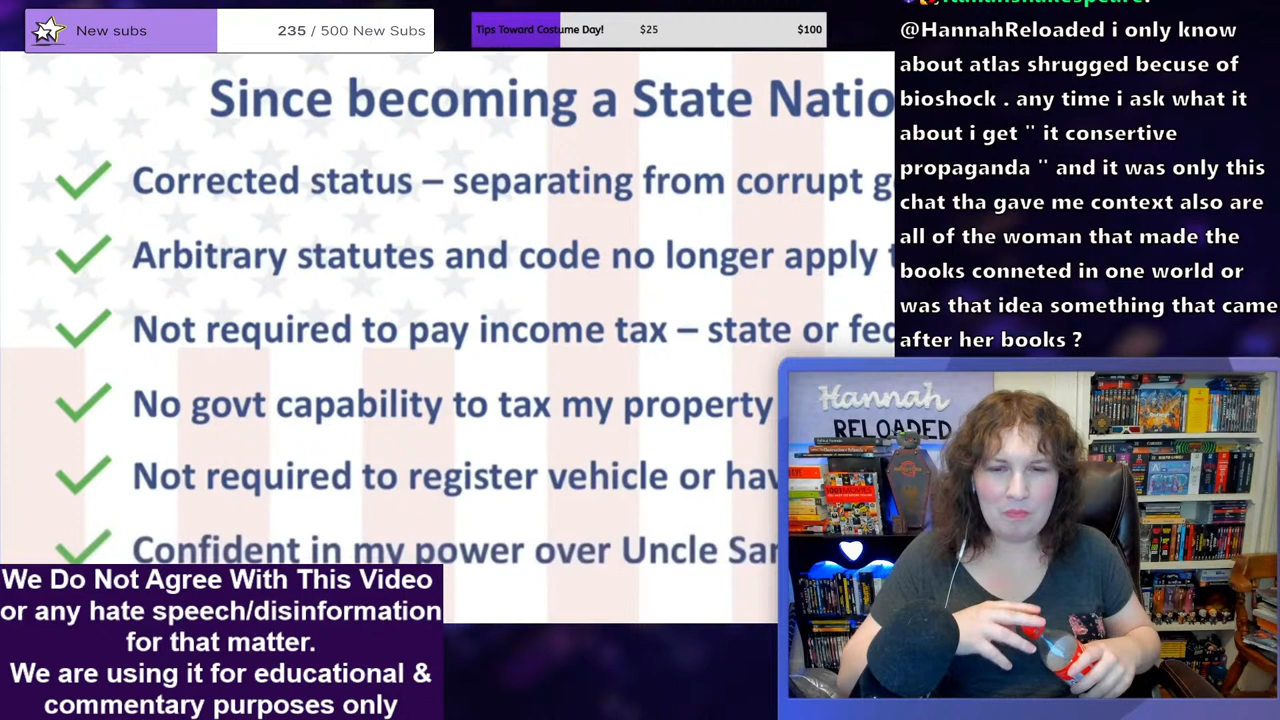 New subs
235 / 500 New Subs
Tips Toward Costume Day!
$25
$100
Since becoming a State Natio
Corrected status – separating from corrupt g
Arbitrary statutes and code no longer apply t
Not required to pay income tax – state or fed
No govt capability to tax my property
Not required to register vehicle or hav
Confident in my power over Uncle Sam
We Do Not Agree With This Video
or any hate speech/disinformation
for that matter.
We are using it for educational &
commentary purposes only
@HannahReloaded i only know
about atlas shrugged becuse of
bioshock . any time i ask what it
about i get " it consertive
propaganda " and it was only this
chat tha gave me context also are
all of the woman that made the
books conneted in one world or
was that idea something that came
after her books ?
Hannah
RELOADED